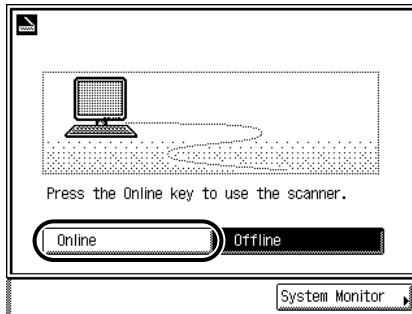 Press the Online key to use the scanner.
Online Offline
System Monitor